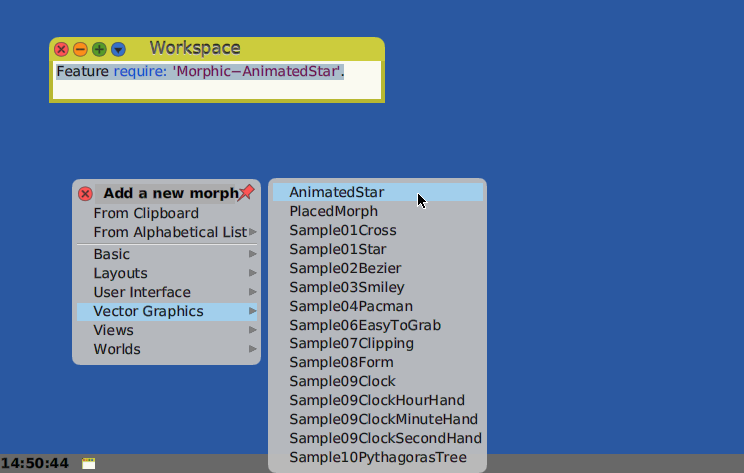 Workspace
Feature require: 'Morphic-AnimatedStar'.
Add a new morph
From Clipboard
From Alphabetical List
Basic
Layouts
User Interface
Vector Graphics
Views
Worlds
AnimatedStar
PlacedMorph
Sample01Cross
Sample01Star
Sample02Bezier
Sample03Smiley
Sample04Pacman
Sample06EasyToGrab
Sample07Clipping
Sample08Form
Sample09Clock
Sample09ClockHourHand
Sample09ClockMinuteHand
Sample09ClockSecondHand
Sample10PythagorasTree
14:50:44